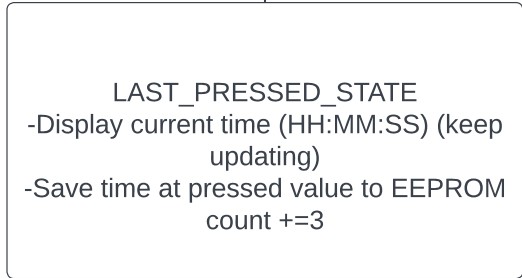 LAST_PRESSED_STATE
-Display current time (HH:MM:SS) (keep
updating)
-Save time at pressed value to EEPROM
count +=3